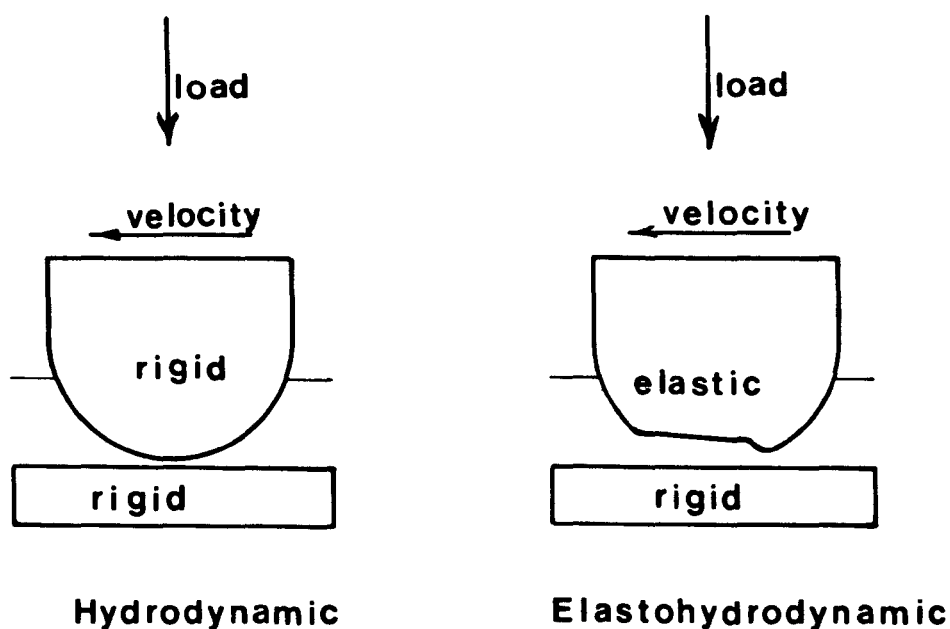 load
velocity
rigid
rigid
Hydrodynamic
load
velocity
elastic
rigid
Elastohydrodynamic